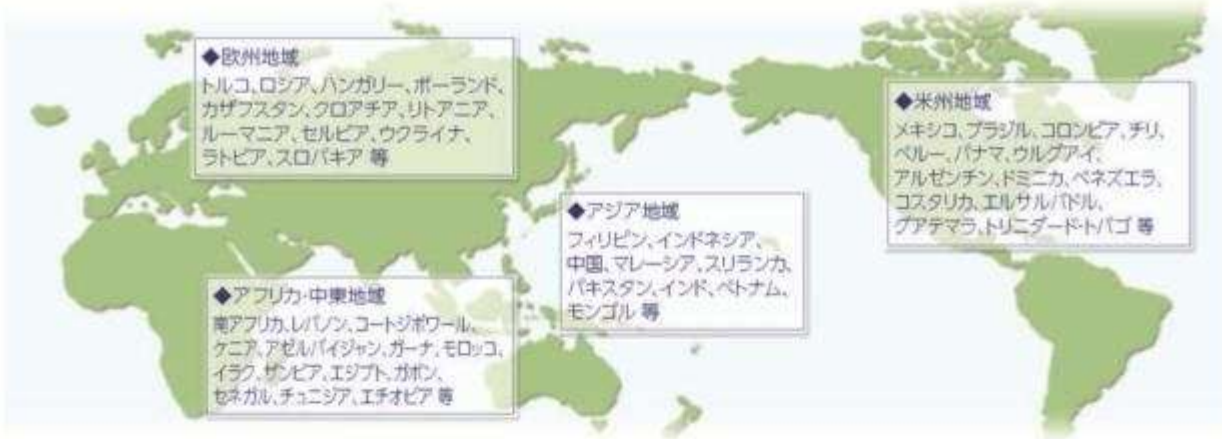 ◆欧州地域
トルコ、ロシア、ハンガリー、ポーランド、
カザフスタン、クロアチア、リトアニア、
ルーマニア、セルビア、ウクライナ、
ラトビア、スロバキア 等
◆米州地域
メキシコ、ブラジル、コロンビア、チリ、
ペルー、パナマ、ウルグアイ、
アルゼンチン、ドミニカ、ベネズエラ、
コスタリカ、エルサルバドル、
グアテマラ、トリニダード・トバゴ 等
◆アジア地域
フィリピン、インドネシア、
中国、マレーシア、スリランカ、
パキスタン、インド、ベトナム、
モンゴル 等
◆アフリカ・中東地域
南アフリカ、レバノン、コートジボワール、
ケニア、アゼルバイジャン、ガーナ、モロッコ、
イラク、ザンビア、エジプト、ガボン、
セネガル、チュニジア、エチオピア 等